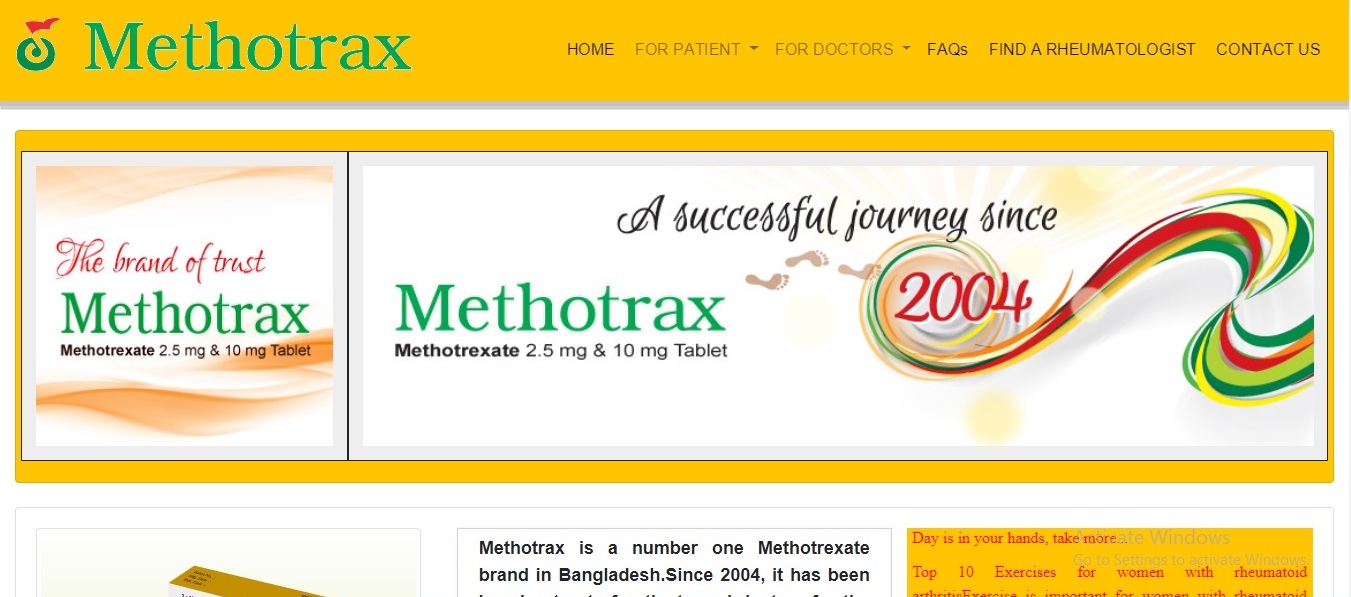 Methotrax
HOME FOR PATIENT FOR DOCTORS FAQs FIND A RHEUMATOLOGIST CONTACT US
The brand of trust
Methotrax
Methotrexate 2.5 mg & 10 mg Tablet
A successful journey since
2004
Methotrax
Methotrexate 2.5 mg & 10 mg Tablet
Methotrax is a number one Methotrexate
brand in Bangladesh.Since 2004, it has been
Day is in your hands, take more...
Top 10 Exercises for women with rheumatoid
arthritisExercise is important for women with rheumatoid
Activate Windows
Go to Settings to activate Windows.